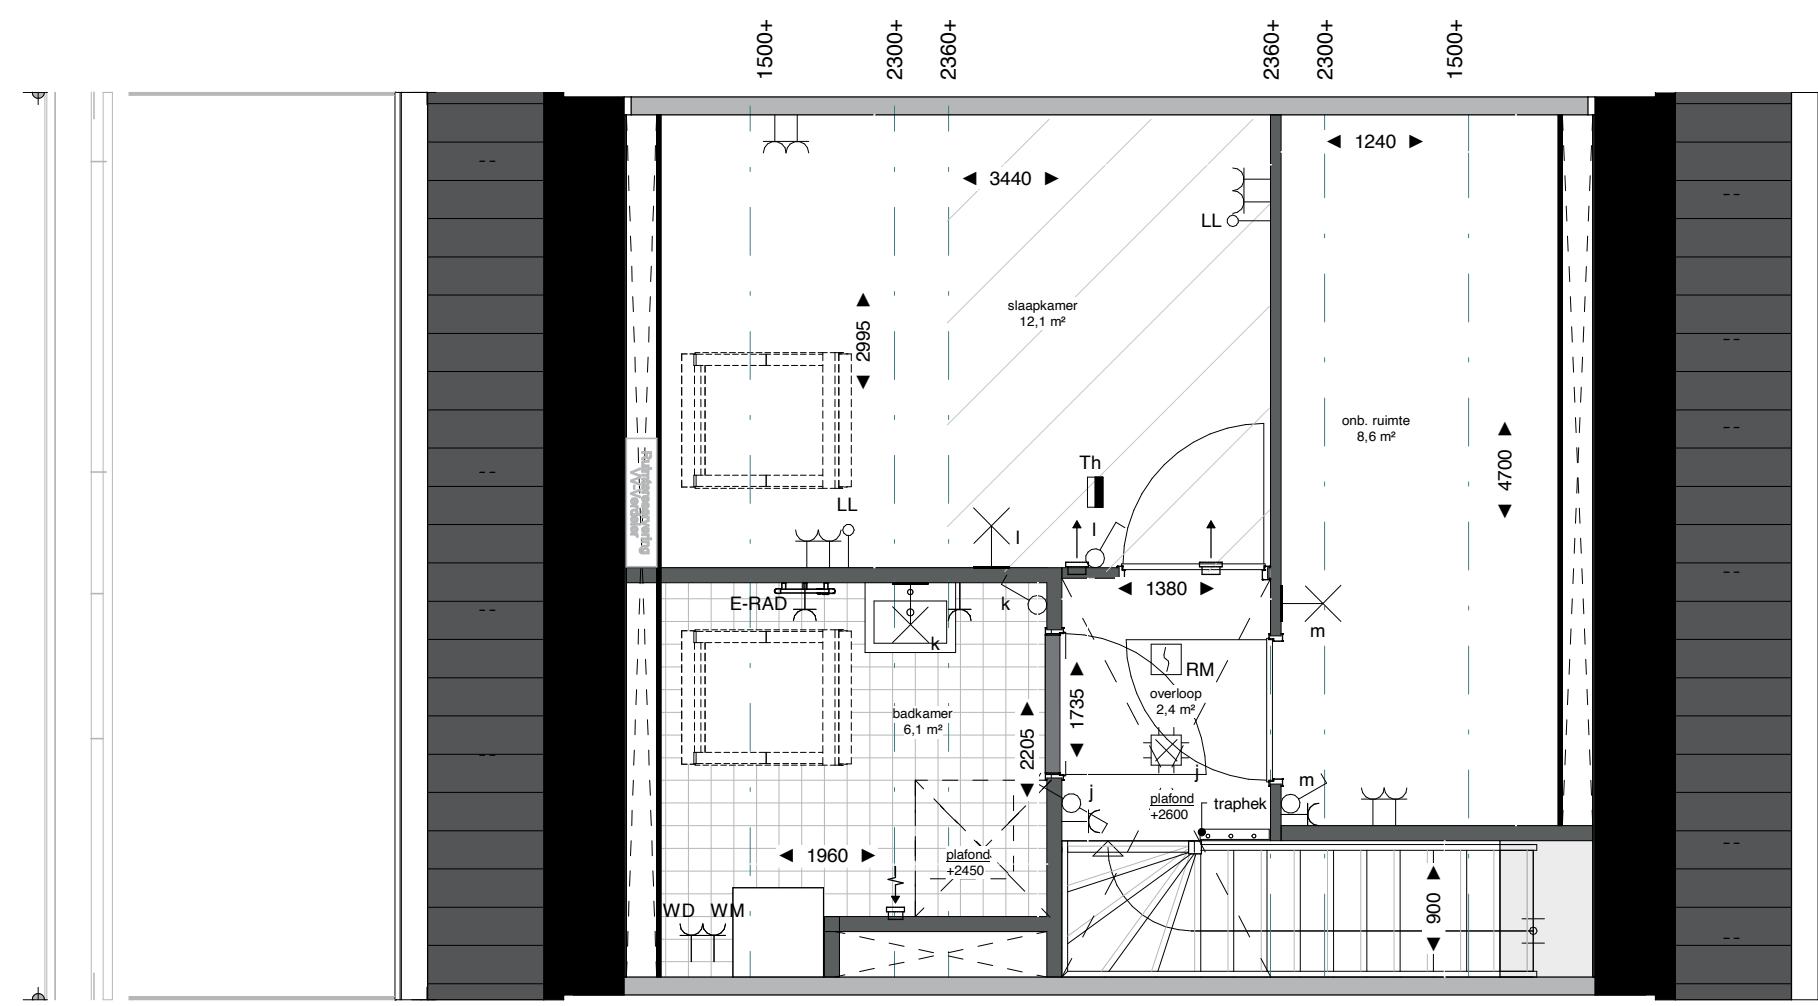 1500+ 2300+ 2360+ 2360+ 2300+ 1500+
1240
3440
LL
slaapkamer
12,1 m²
2995
onb. ruimte
8,6 m²
4700
Th
LL
l
l
1380
E-RAD
k
k
m
RM
overloop
2,4 m²
1735
badkamer
6,1 m²
2205
j
j
m
plafond
+2600
traphek
1960
plafond
+2450
WD WM
900